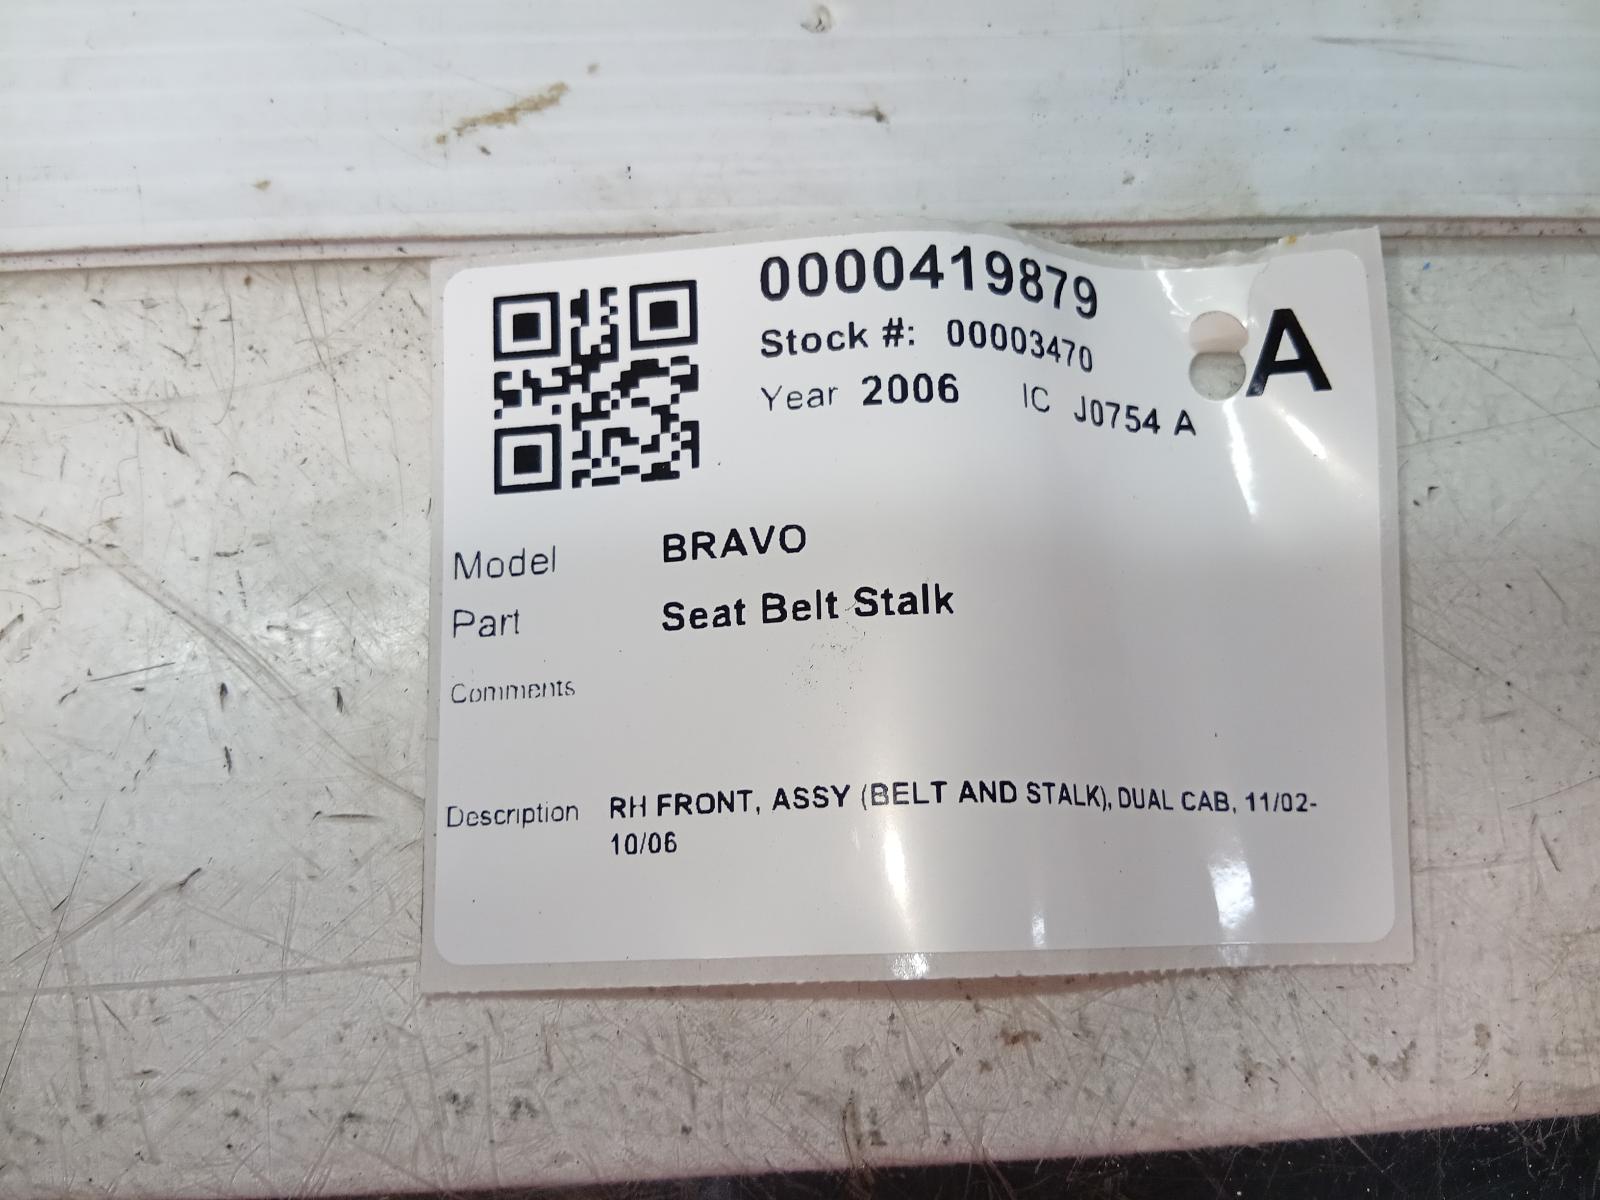 0000419879
Stock #: 00003470
A
Year 2006 IC J0754 A
Model BRAVO
Part Seat Belt Stalk
Comments
Description RH FRONT, ASSY (BELT AND STALK), DUAL CAB, 11/02-
10/06